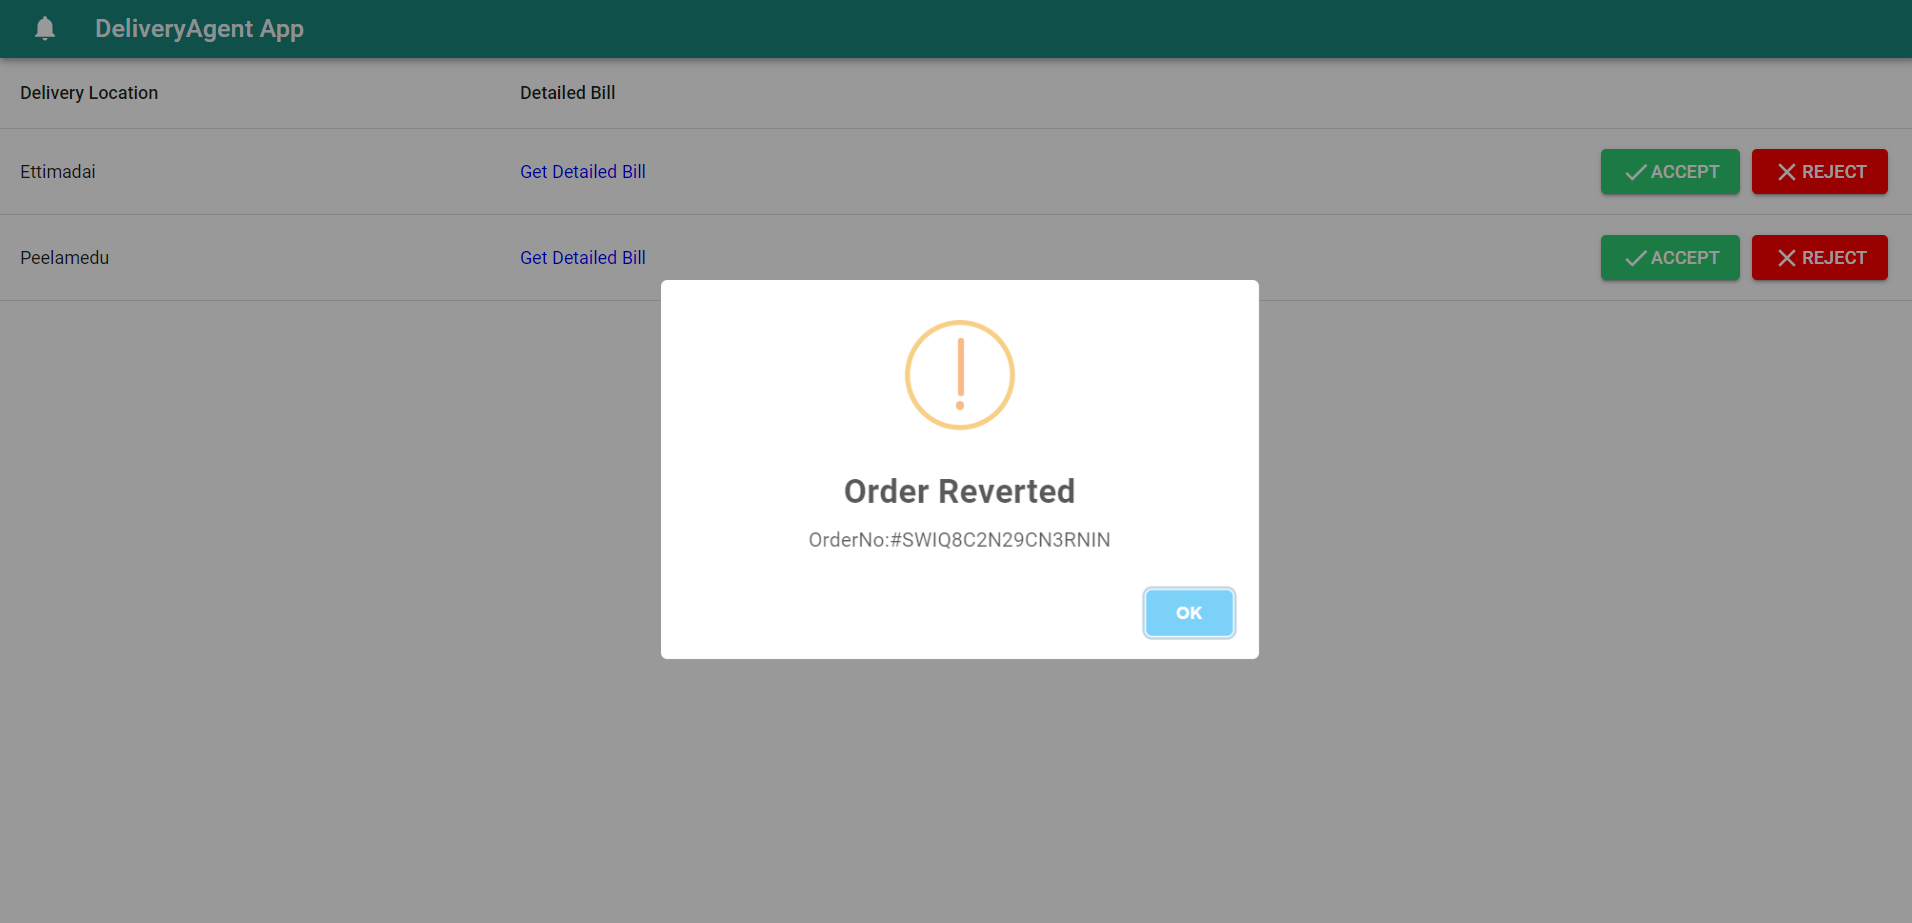 DeliveryAgent App
Delivery Location Detailed Bill
Ettimadai Get Detailed Bill ACCEPT REJECT
Peelamedu Get Detailed Bill ACCEPT REJECT
Order Reverted
OrderNo:#SWIQ8C2N29CN3RNIN
OK